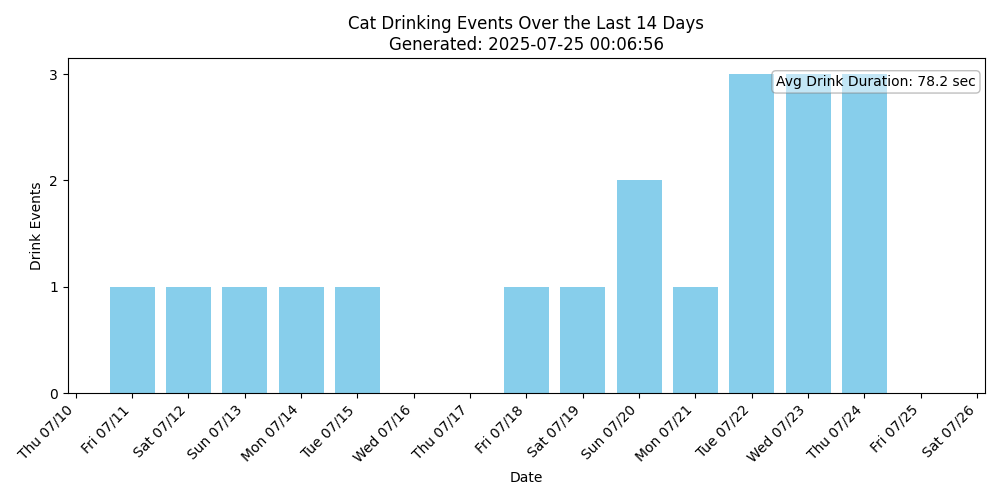 Cat Drinking Events Over the Last 14 Days
Generated: 2025-07-25 00:06:56
Avg Drink Duration: 78.2 sec
Drink Events
3
2
1
0
Thu 07/10
Fri 07/11
Sat 07/12
Sun 07/13
Mon 07/14
Tue 07/15
Wed 07/16
Thu 07/17
Fri 07/18
Sat 07/19
Sun 07/20
Mon 07/21
Tue 07/22
Wed 07/23
Thu 07/24
Fri 07/25
Sat 07/26
Date